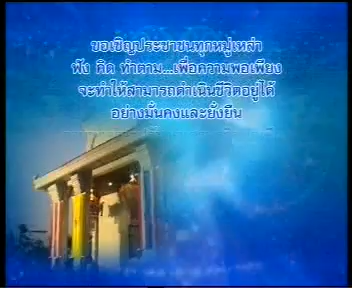 ขอเชิญประชาชนทุกหมู่เหล่า
ฟัง คิด ทำตาม...เพื่อความพอเพียง
จะทำให้สามารถดำเนินชีวิตอยู่ได้
อย่างมั่นคงและยั่งยืน